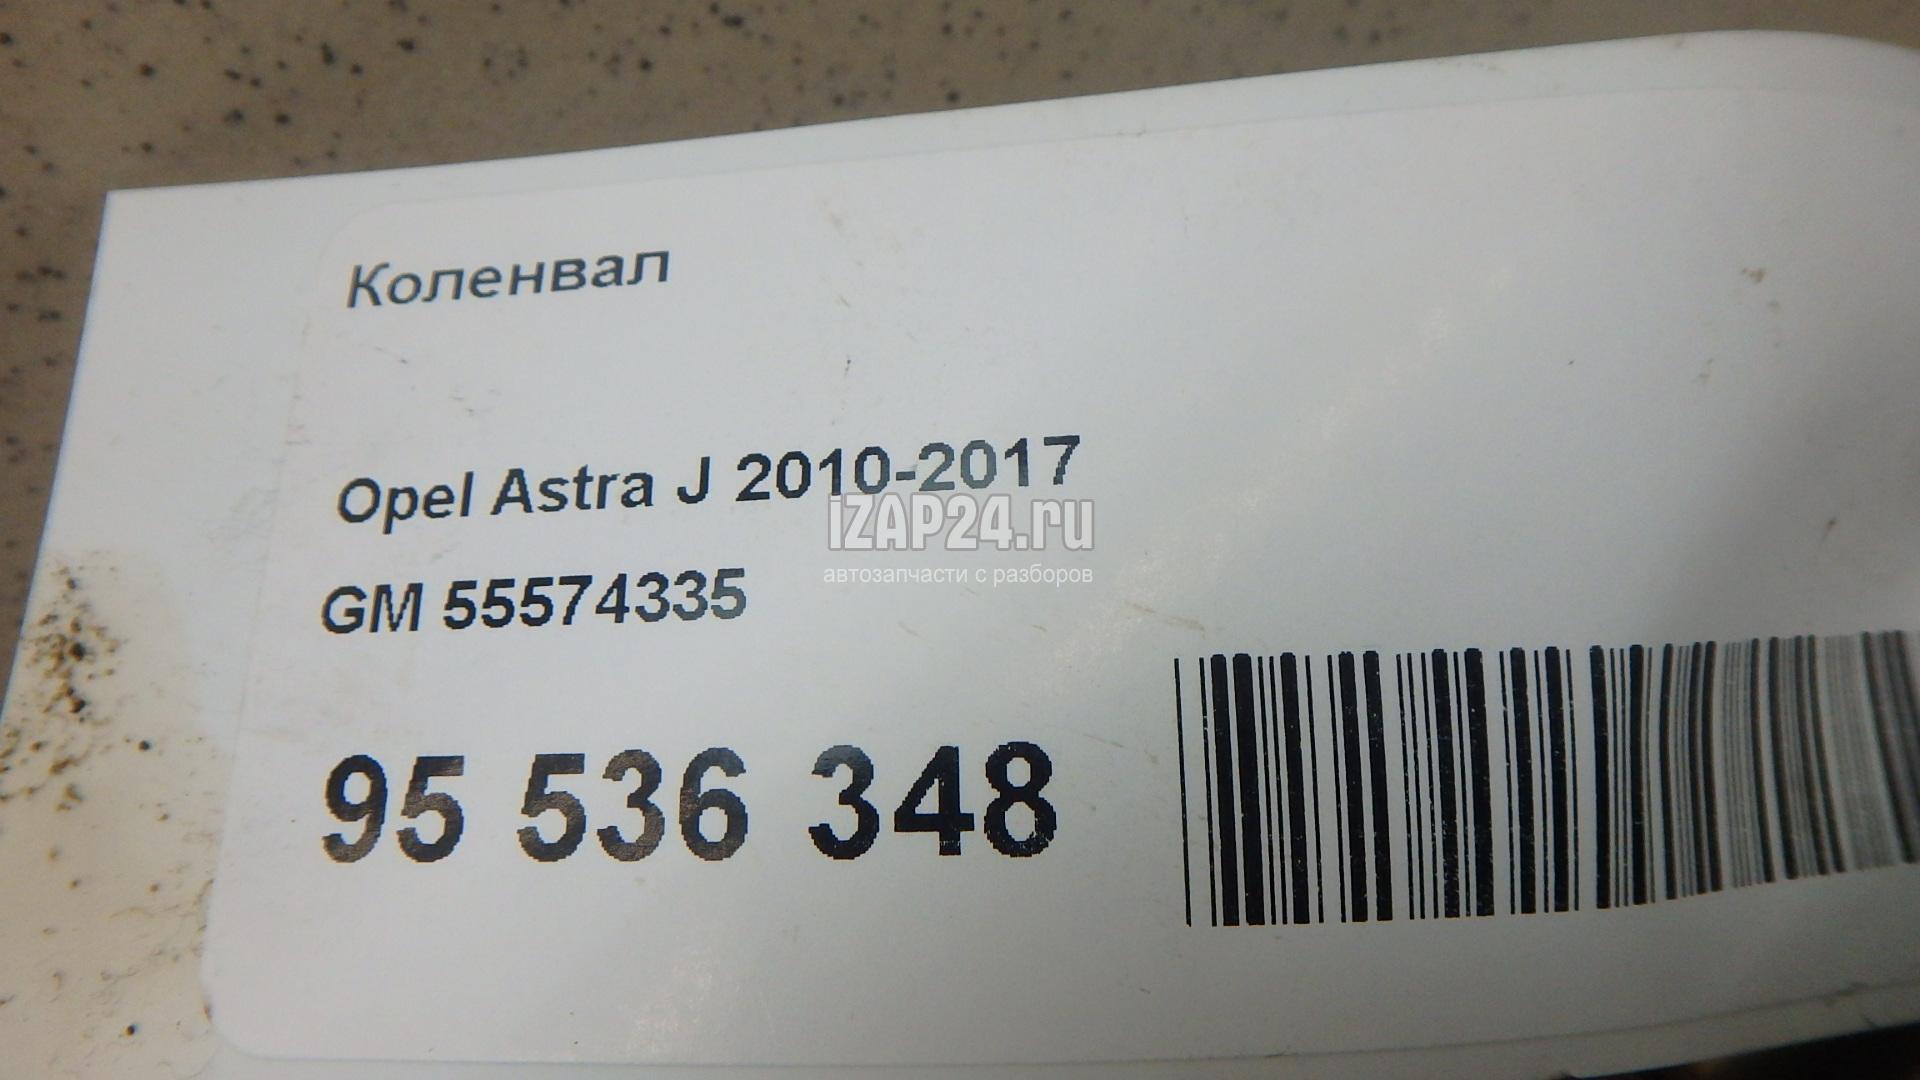 Коленвал
Opel Astra J 2010-2017
iZAP24.ru
автозапчасти с разборов
GM 55574335
95 536 348